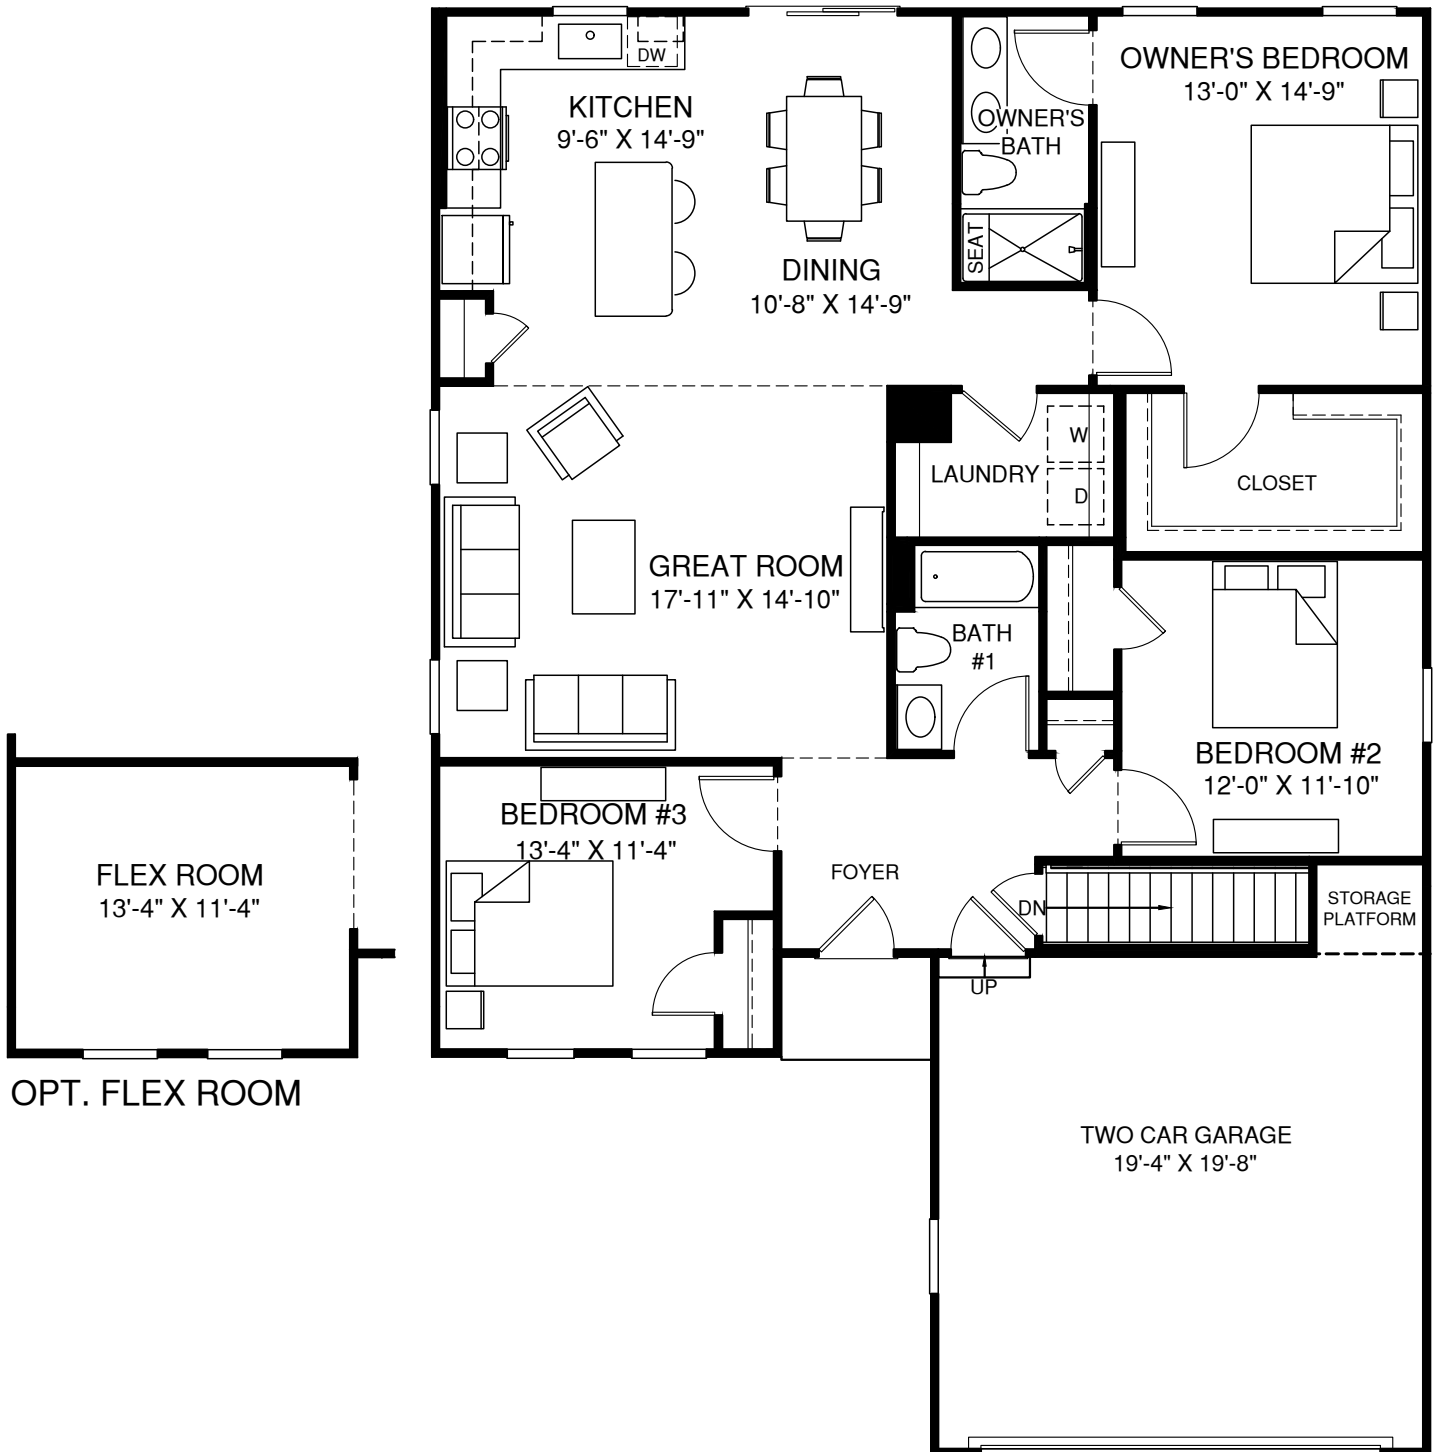 OWNER'S BEDROOM
13'-0" X 14'-9"
DW
KITCHEN
9'-6" X 14'-9"
OWNER'S
BATH
SEAT
DINING
10'-8" X 14'-9"
W
LAUNDRY
D
CLOSET
GREAT ROOM
17'-11" X 14'-10"
BATH
#1
BEDROOM #2
12'-0" X 11'-10"
BEDROOM #3
13'-4" X 11'-4"
FOYER
FLEX ROOM
13'-4" X 11'-4"
DN
STORAGE
PLATFORM
UP
OPT. FLEX ROOM
TWO CAR GARAGE
19'-4" X 19'-8"